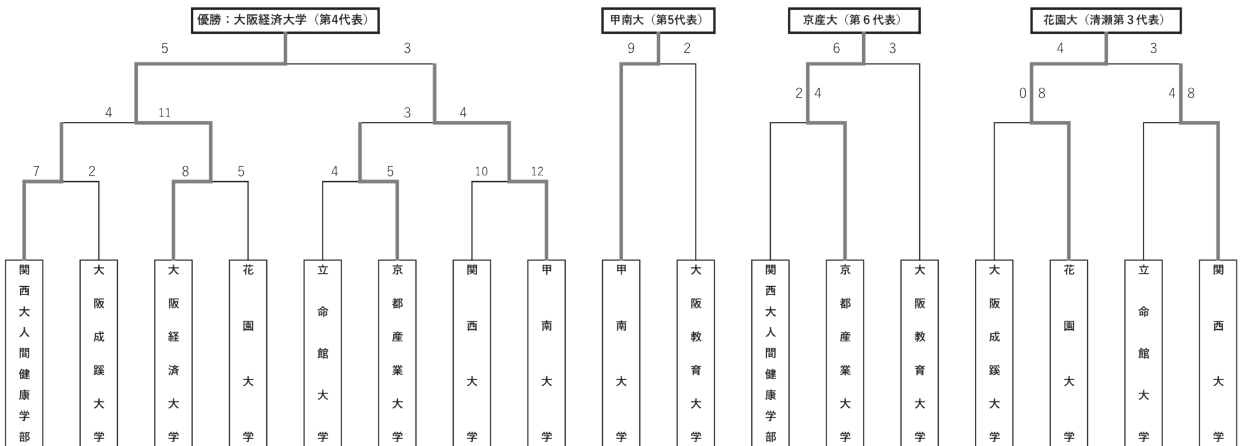 優勝：大阪経済大学（第4代表）
甲南大（第5代表）
京産大（第６代表）
花園大（清瀬第３代表）
5 3 9 2 6 3 4 3
4 11 3 4 2 4 0 8 4 8
7 2 8 5 4 5 10 12
関西大人間健康学部
大阪成蹊大学
大阪経済大学
花園大学
立命館大学
京都産業大学
関西大学
甲南大学
甲南大学
大阪教育大学
関西大人間健康学部
京都産業大学
大阪教育大学
大阪成蹊大学
花園大学
立命館大学
関西大学